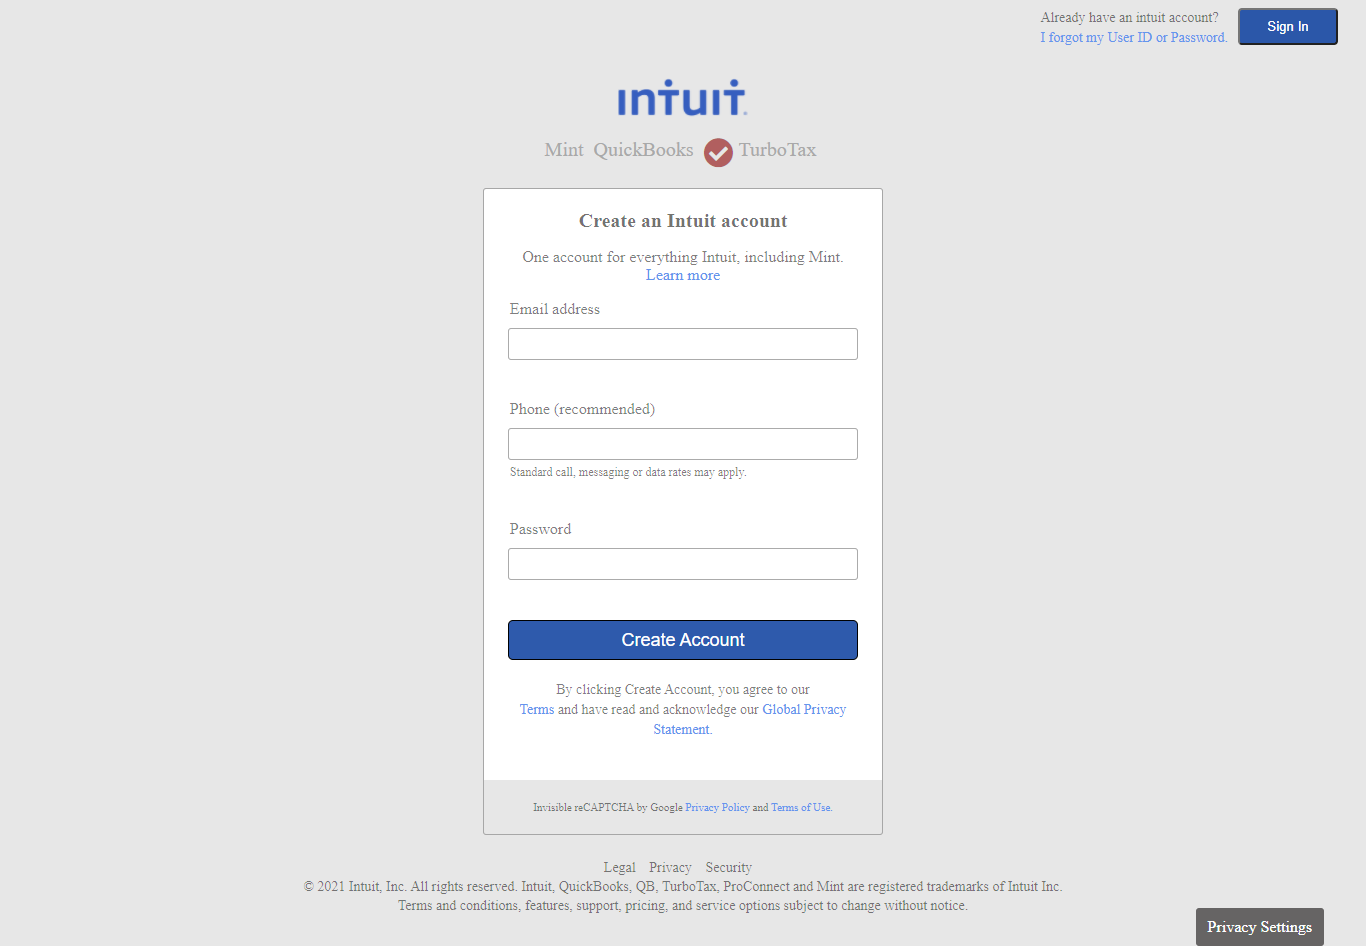 Already have an intuit account?
I forgot my User ID or Password.
Sign In
intuit.
Mint QuickBooks TurboTax
Create an Intuit account
One account for everything Intuit, including Mint.
Learn more
Email address
Phone (recommended)
Standard call, messaging or data rates may apply.
Password
Create Account
By clicking Create Account, you agree to our
Terms and have read and acknowledge our Global Privacy
Statement.
Invisible reCAPTCHA by Google Privacy Policy and Terms of Use.
Legal Privacy Security
© 2021 Intuit, Inc. All rights reserved. Intuit, QuickBooks, QB, TurboTax, ProConnect and Mint are registered trademarks of Intuit Inc.
Terms and conditions, features, support, pricing, and service options subject to change without notice.
Privacy Settings